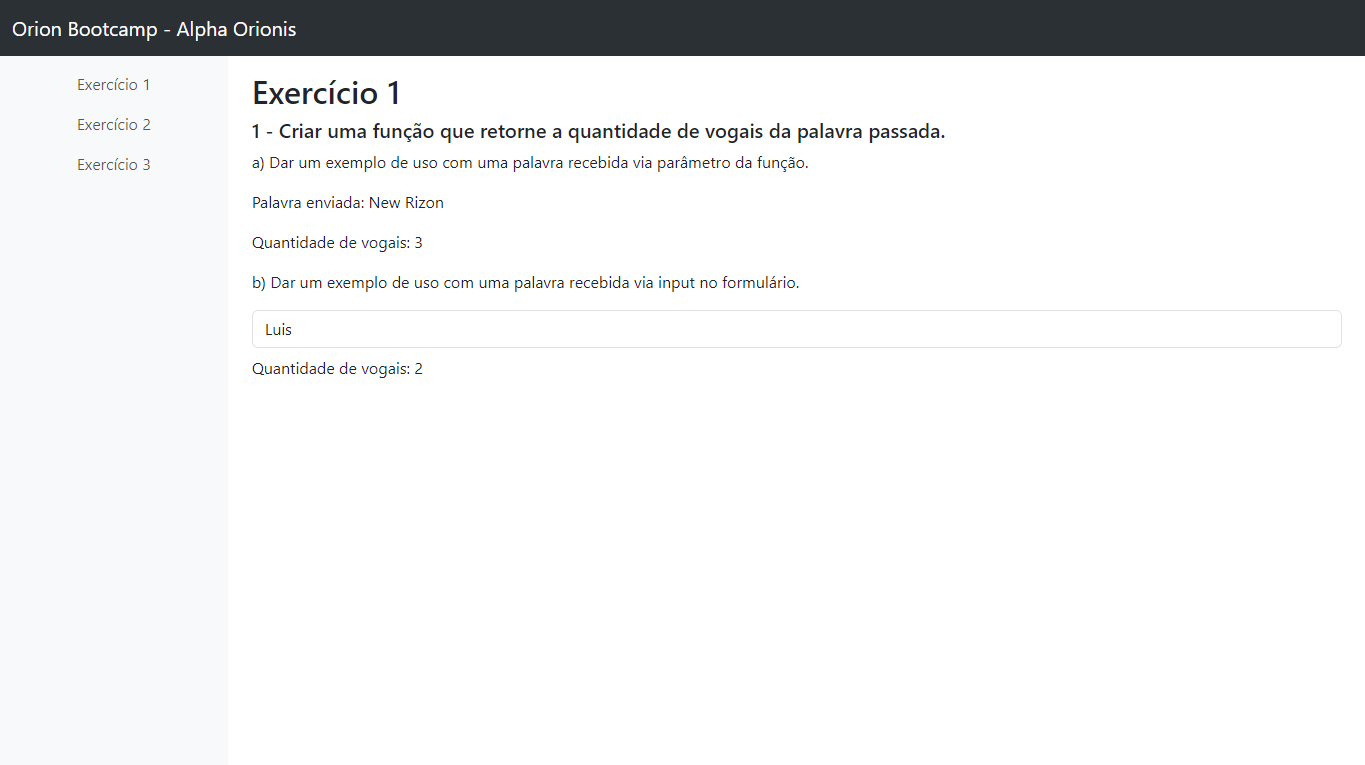 Orion Bootcamp - Alpha Orionis
Exercício 1
Exercício 2
Exercício 3
Exercício 1
1 - Criar uma função que retorne a quantidade de vogais da palavra passada.
a) Dar um exemplo de uso com uma palavra recebida via parâmetro da função.
Palavra enviada: New Rizon
Quantidade de vogais: 3
b) Dar um exemplo de uso com uma palavra recebida via input no formulário.
Luis
Quantidade de vogais: 2